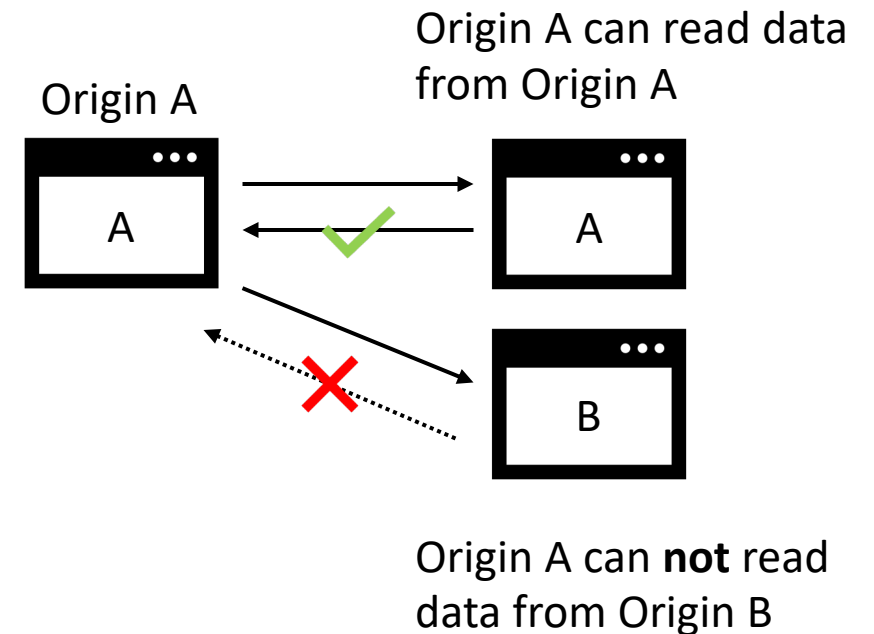 Origin A can read data
from Origin A
Origin A
A
A
B
Origin A can not read
data from Origin B